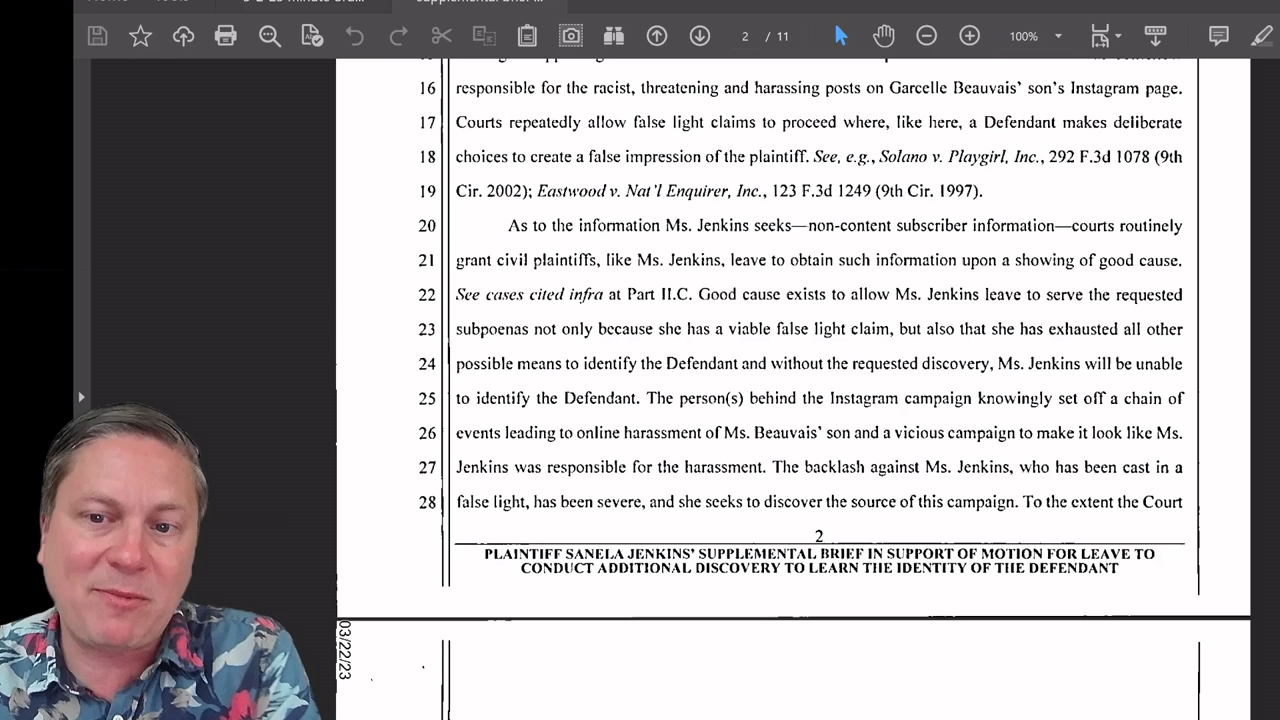 2 / 11
100%
16 responsible for the racist, threatening and harassing posts on Garcelle Beauvais' son's Instagram page.
17 Courts repeatedly allow false light claims to proceed where, like here, a Defendant makes deliberate
18 choices to create a false impression of the plaintiff. See, e.g., Solano v. Playgirl, Inc., 292 F.3d 1078 (9th
19 Cir. 2002); Eastwood v. Nat'l Enquirer, Inc., 123 F.3d 1249 (9th Cir. 1997).
20 As to the information Ms. Jenkins seeks—non-content subscriber information—courts routinely
21 grant civil plaintiffs, like Ms. Jenkins, leave to obtain such information upon a showing of good cause.
22 See cases cited infra at Part II.C. Good cause exists to allow Ms. Jenkins leave to serve the requested
23 subpoenas not only because she has a viable false light claim, but also that she has exhausted all other
24 possible means to identify the Defendant and without the requested discovery, Ms. Jenkins will be unable
25 to identify the Defendant. The person(s) behind the Instagram campaign knowingly set off a chain of
26 events leading to online harassment of Ms. Beauvais' son and a vicious campaign to make it look like Ms.
27 Jenkins was responsible for the harassment. The backlash against Ms. Jenkins, who has been cast in a
28 false light, has been severe, and she seeks to discover the source of this campaign. To the extent the Court
2
PLAINTIFF SANELA JENKINS' SUPPLEMENTAL BRIEF IN SUPPORT OF MOTION FOR LEAVE TO
CONDUCT ADDITIONAL DISCOVERY TO LEARN THE IDENTITY OF THE DEFENDANT
03/22/23